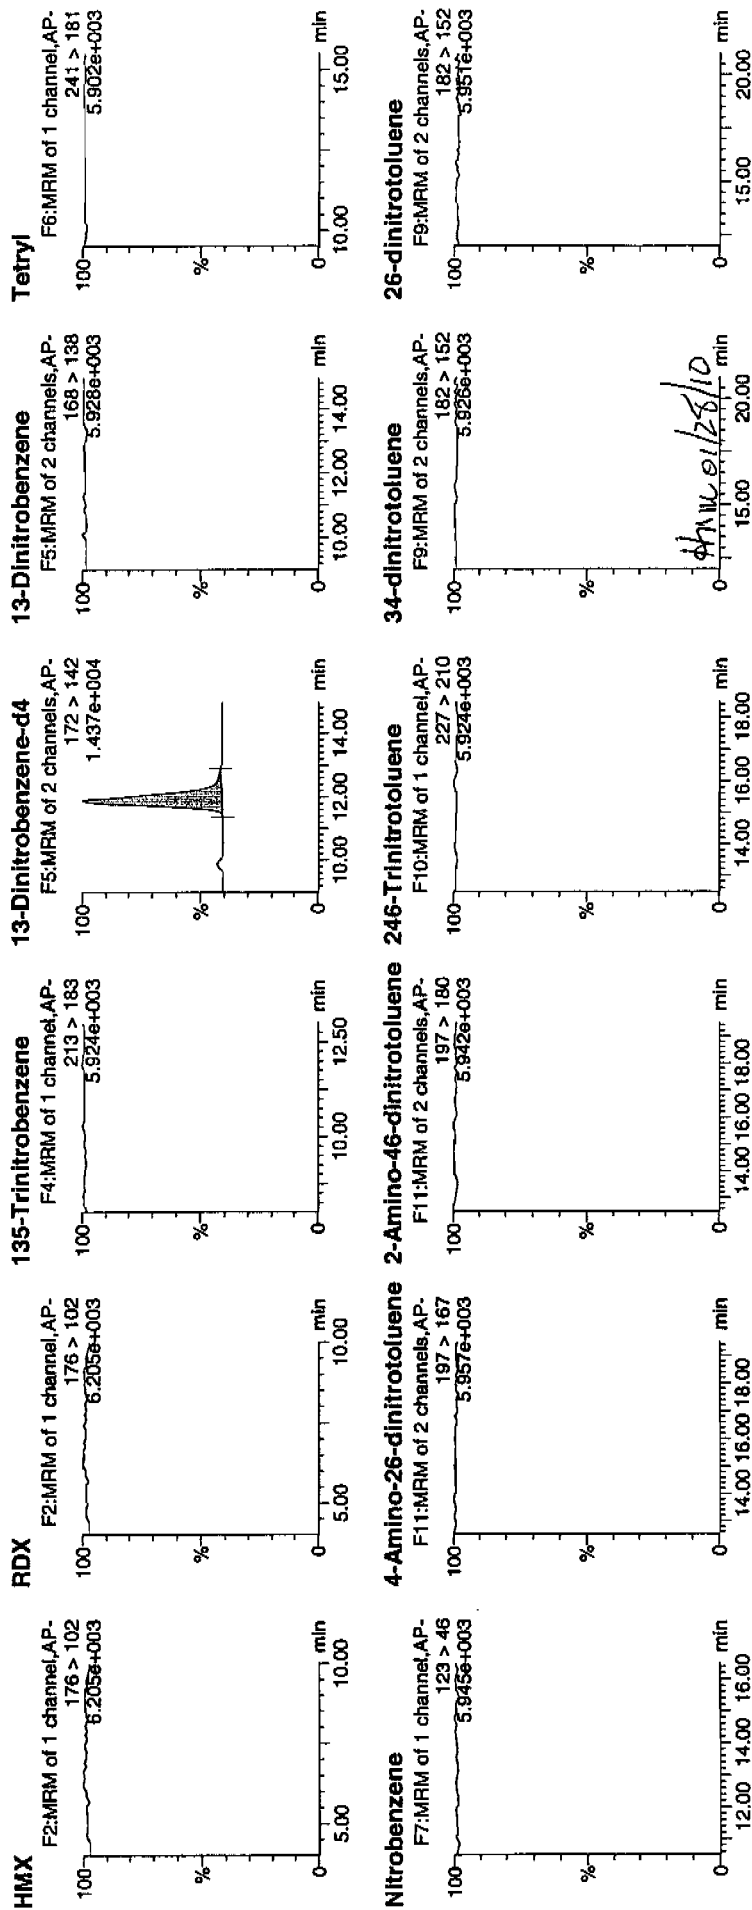 HMX
F2:MRM of 1 channel,AP-
176 > 102
6.205e+003
100
%
0
5.00
10.00
min
RDX
F2:MRM of 1 channel,AP-
176 > 102
6.205e+003
100
%
0
5.00
10.00
min
135-Trinitrobenzene
F4:MRM of 1 channel,AP-
213 > 183
5.924e+003
100
%
0
10.00
12.50
min
13-Dinitrobenzene-d4
F5:MRM of 2 channels,AP-
172 > 142
1.437e+004
100
%
0
10.00
12.00
14.00
min
13-Dinitrobenzene
F5:MRM of 2 channels,AP-
168 > 138
5.928e+003
100
%
0
10.00
12.00
14.00
min
Tetryl
F6:MRM of 1 channel,AP-
241 > 181
5.902e+003
100
%
0
10.00
15.00
min
Nitrobenzene
F7:MRM of 1 channel,AP-
123 > 46
5.945e+003
100
%
0
12.00
14.00
16.00
min
4-Amino-26-dinitrotoluene
F11:MRM of 2 channels,AP-
197 > 167
5.957e+003
100
%
0
14.00
16.00
18.00
min
2-Amino-46-dinitrotoluene
F11:MRM of 2 channels,AP-
197 > 180
5.942e+003
100
%
0
14.00
16.00
18.00
min
246-Trinitrotoluene
F10:MRM of 1 channel,AP-
227 > 210
5.924e+003
100
%
0
14.00
16.00
18.00
min
34-dinitrotoluene
F9:MRM of 2 channels,AP-
182 > 152
5.926e+003
100
%
0
15.00
20.00
min
01/28/10
26-dinitrotoluene
F9:MRM of 2 channels,AP-
182 > 152
5.951e+003
100
%
0
15.00
20.00
min